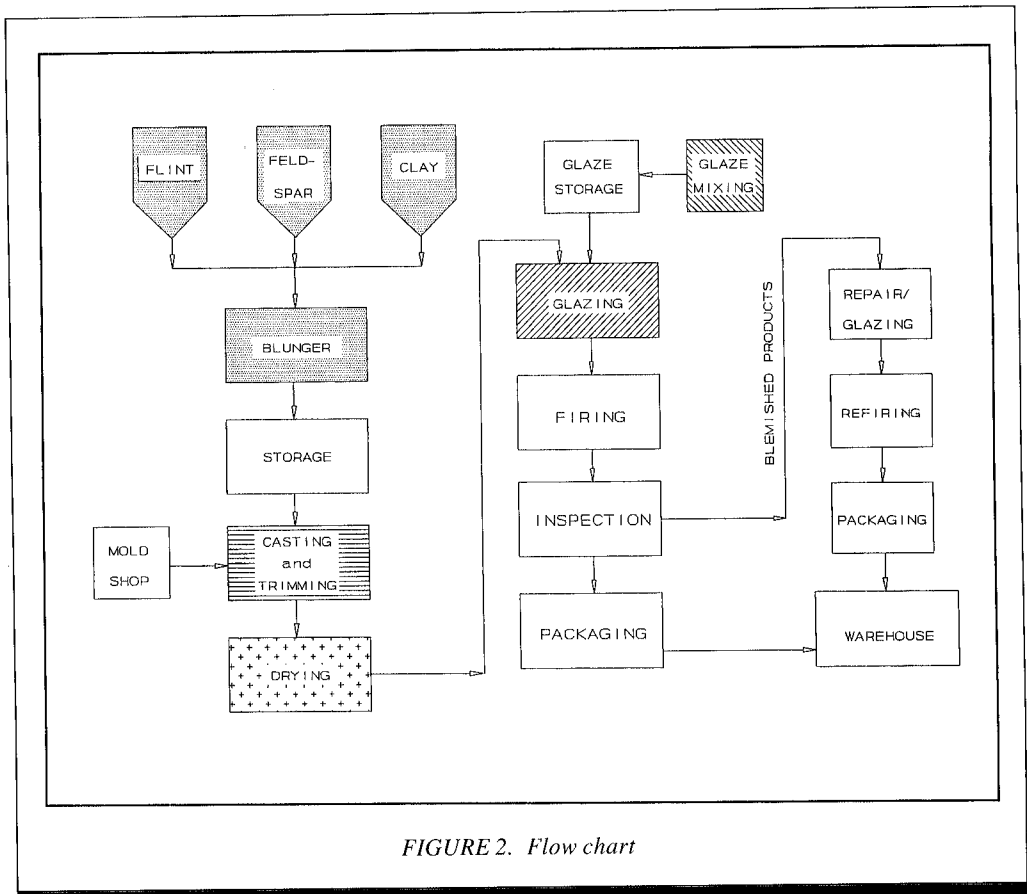 FLINT
FELD-
SPAR
CLAY
BLUNGER
STORAGE
MOLD
SHOP
CASTING
and
TRIMMING
DRYING
GLAZE
STORAGE
GLAZE
MIXING
GLAZING
FIRING
INSPECTION
PACKAGING
BLEMISHED PRODUCTS
REPAIR/
GLAZING
REFIRING
PACKAGING
WAREHOUSE
FIGURE 2. Flow chart